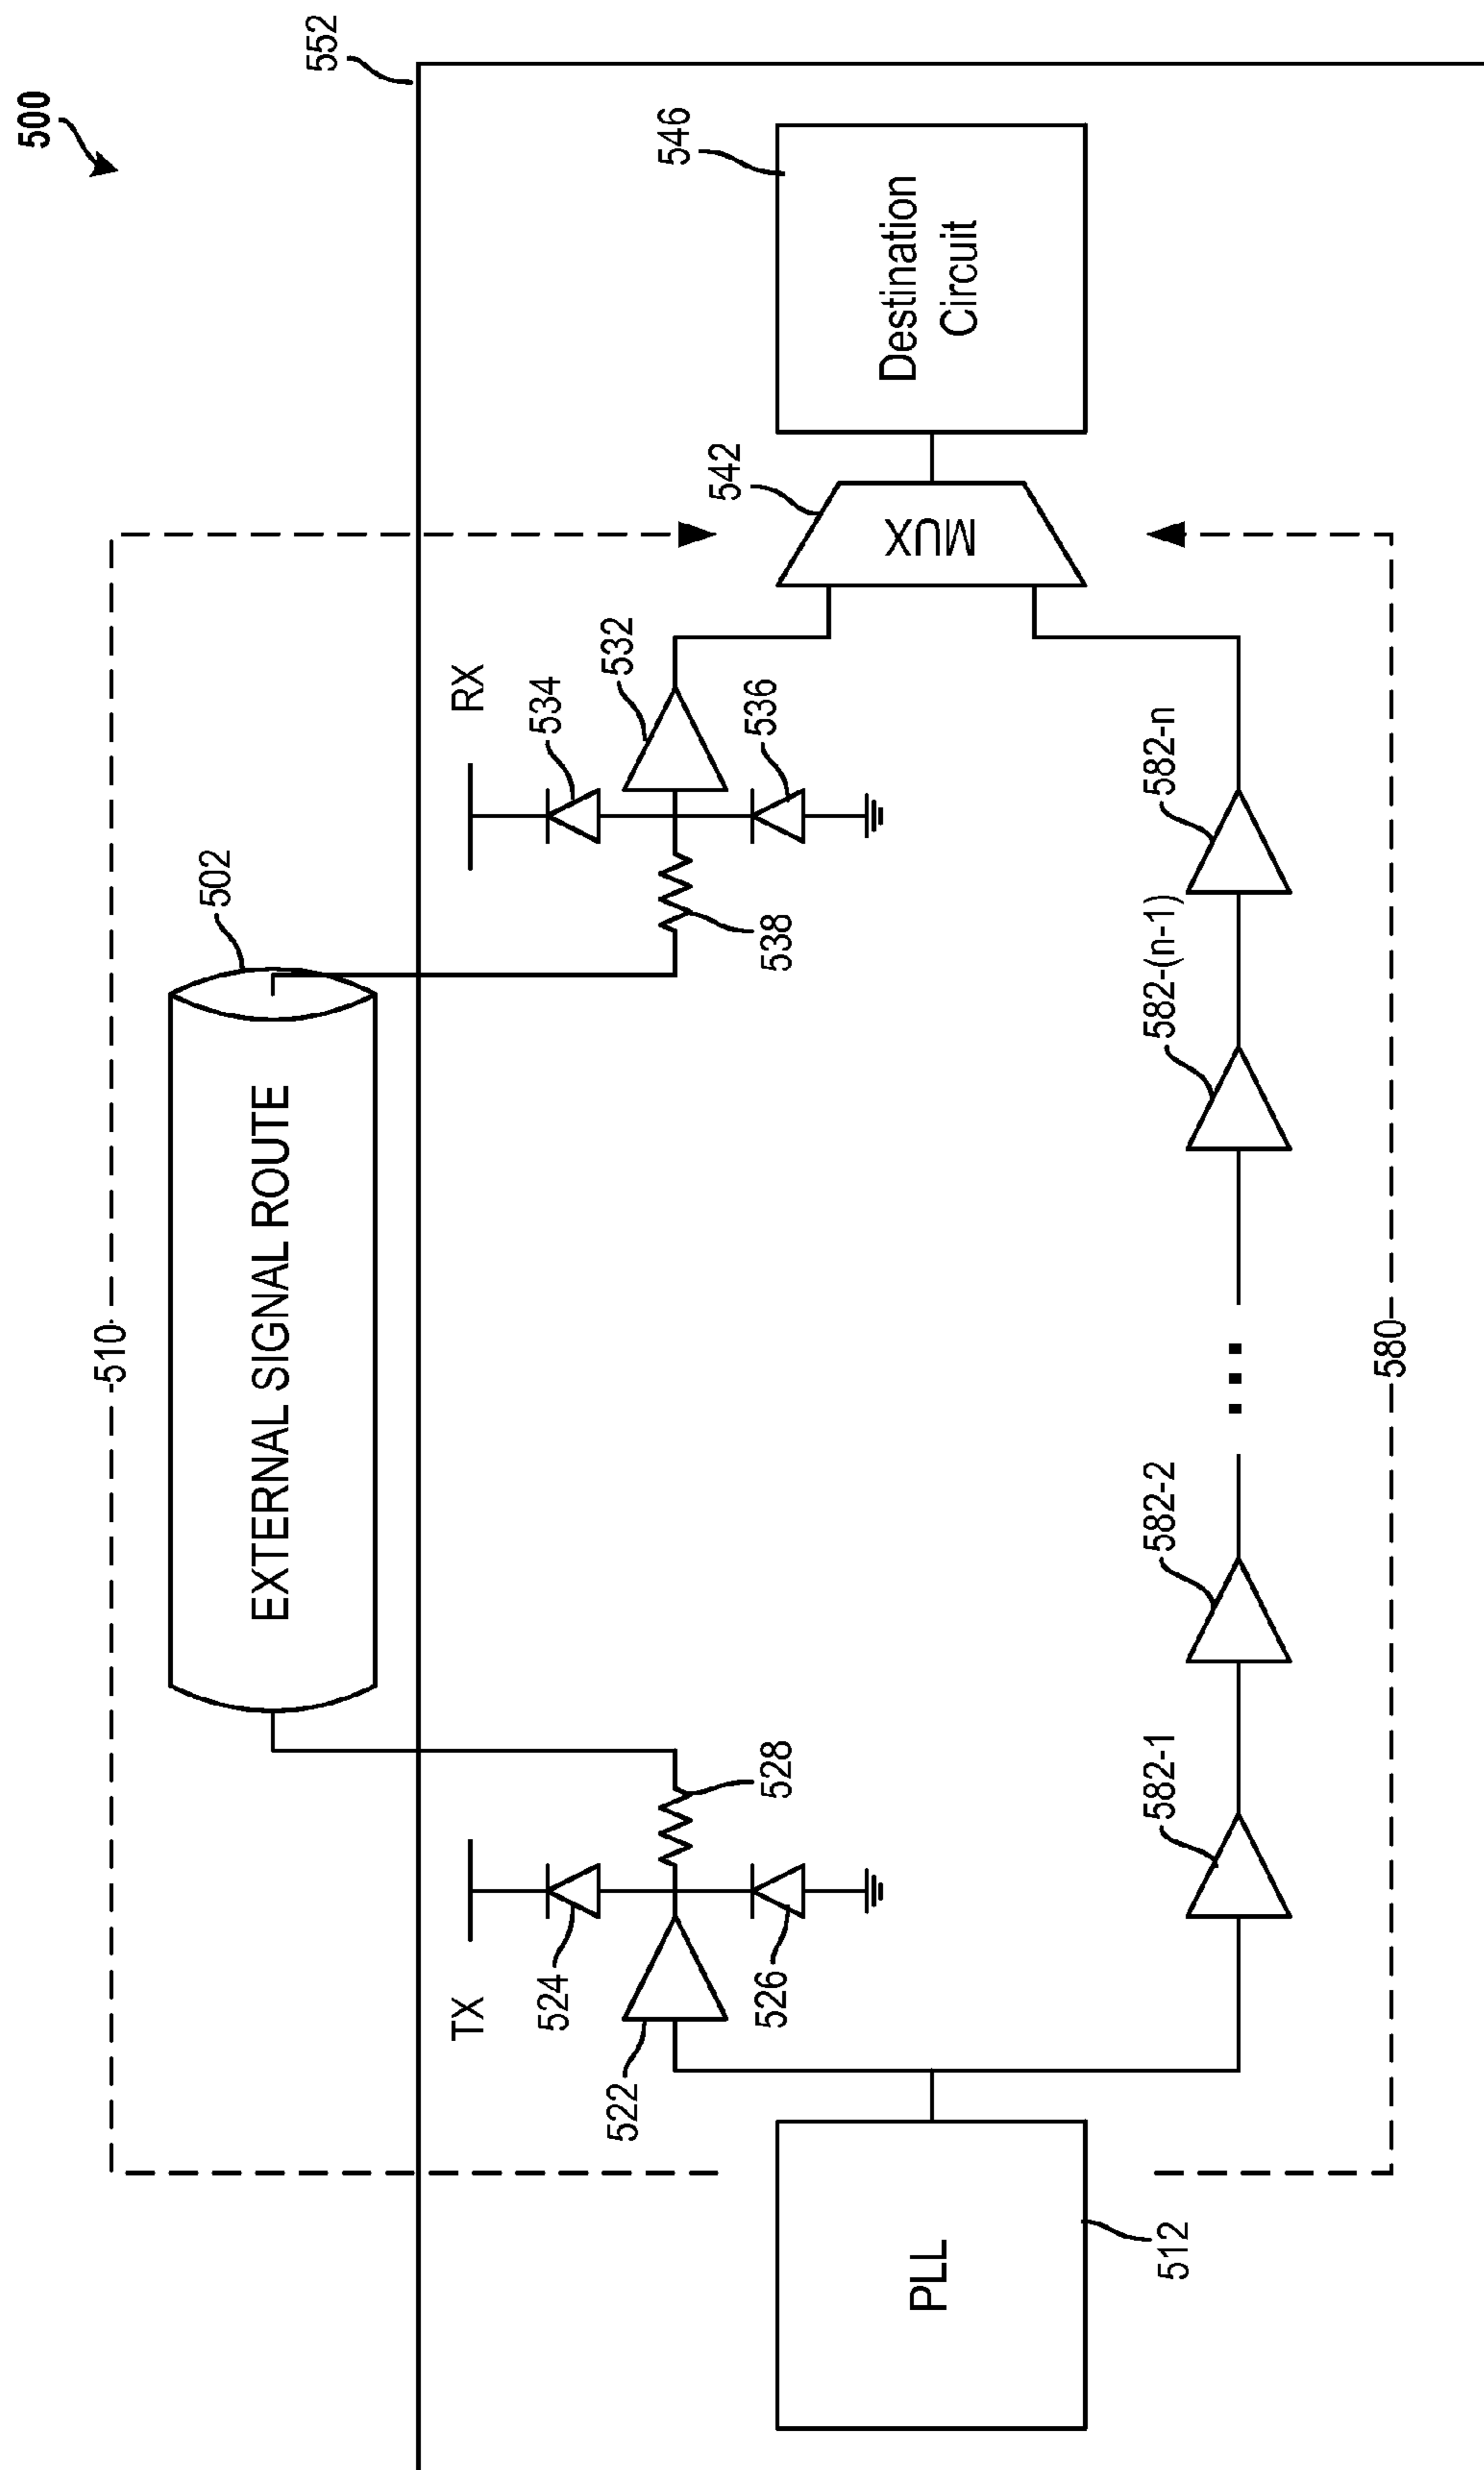 500
552
510
EXTERNAL SIGNAL ROUTE
502
TX
RX
524
534
522
526
528
538
532
536
542
546
PLL
512
MUX
Destination
Circuit
582-1
582-2
582-(n-1)
582-n
580